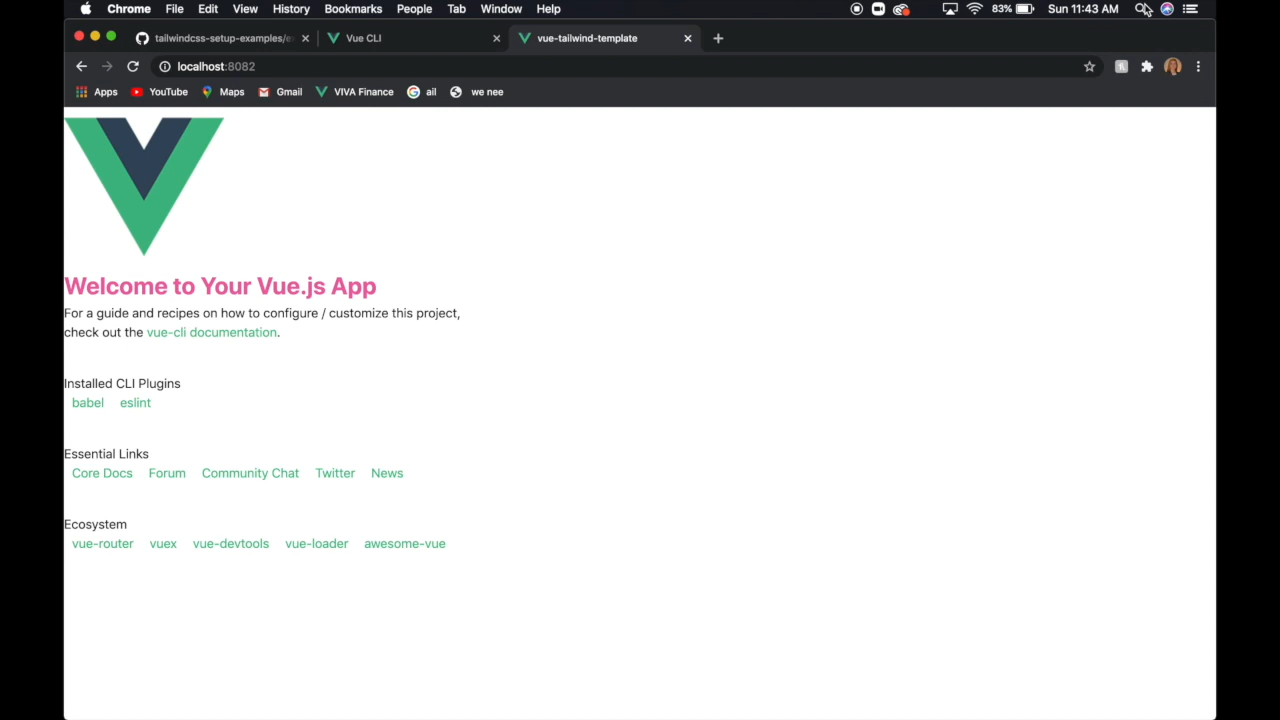 Chrome File Edit View History Bookmarks People Tab Window Help 83% Sun 11:43 AM
tailwindcss-setup-examples/e Vue CLI vue-tailwind-template
localhost:8082
Apps YouTube Maps Gmail VIVA Finance ail we nee
Welcome to Your Vue.js App
For a guide and recipes on how to configure / customize this project,
check out the vue-cli documentation.
Installed CLI Plugins
babel eslint
Essential Links
Core Docs Forum Community Chat Twitter News
Ecosystem
vue-router vuex vue-devtools vue-loader awesome-vue